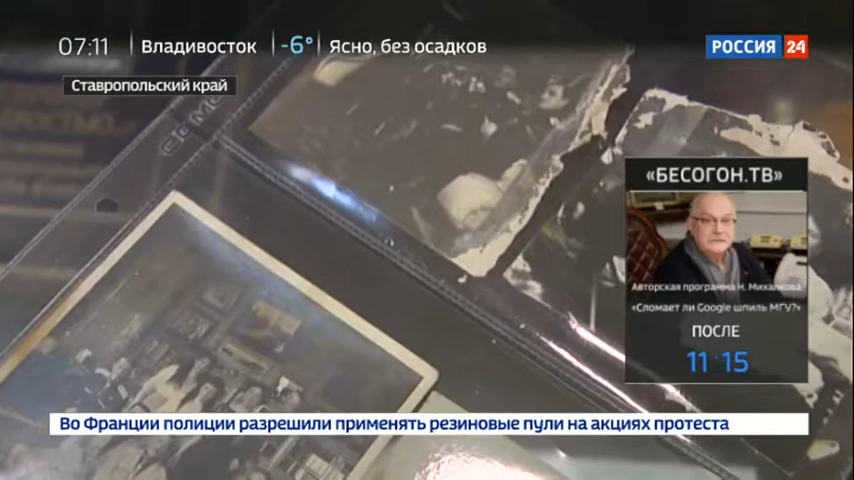 07:11 Владивосток -6° Ясно, без осадков
РОССИЯ 24
Ставропольский край
«БЕСОГОН.ТВ»
Авторская программа Н. Михалкова
«Сломает ли Google шпиль МГУ?»
ПОСЛЕ
11 15
Во Франции полиции разрешили применять резиновые пули на акциях протеста